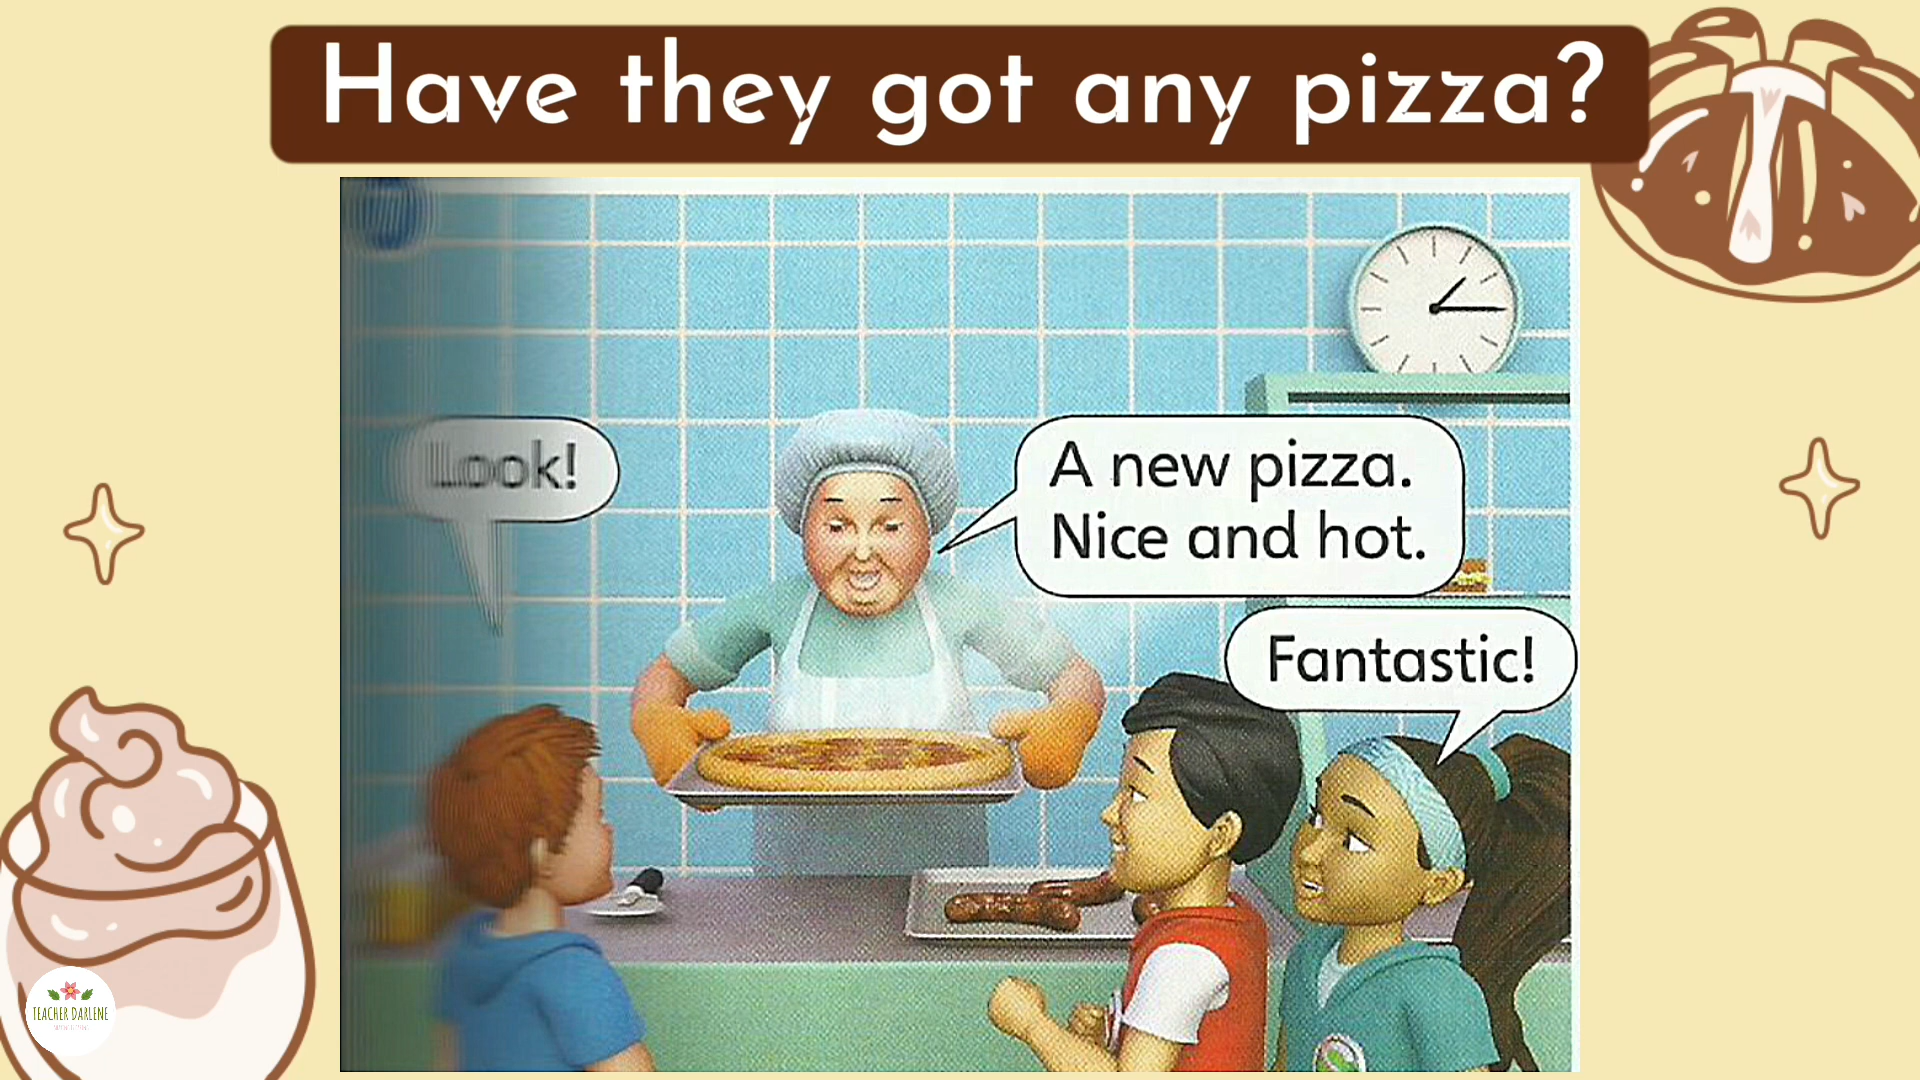 Have they got any pizza?
Look!
A new pizza.
Nice and hot.
Fantastic!
TEACHER DARLENE